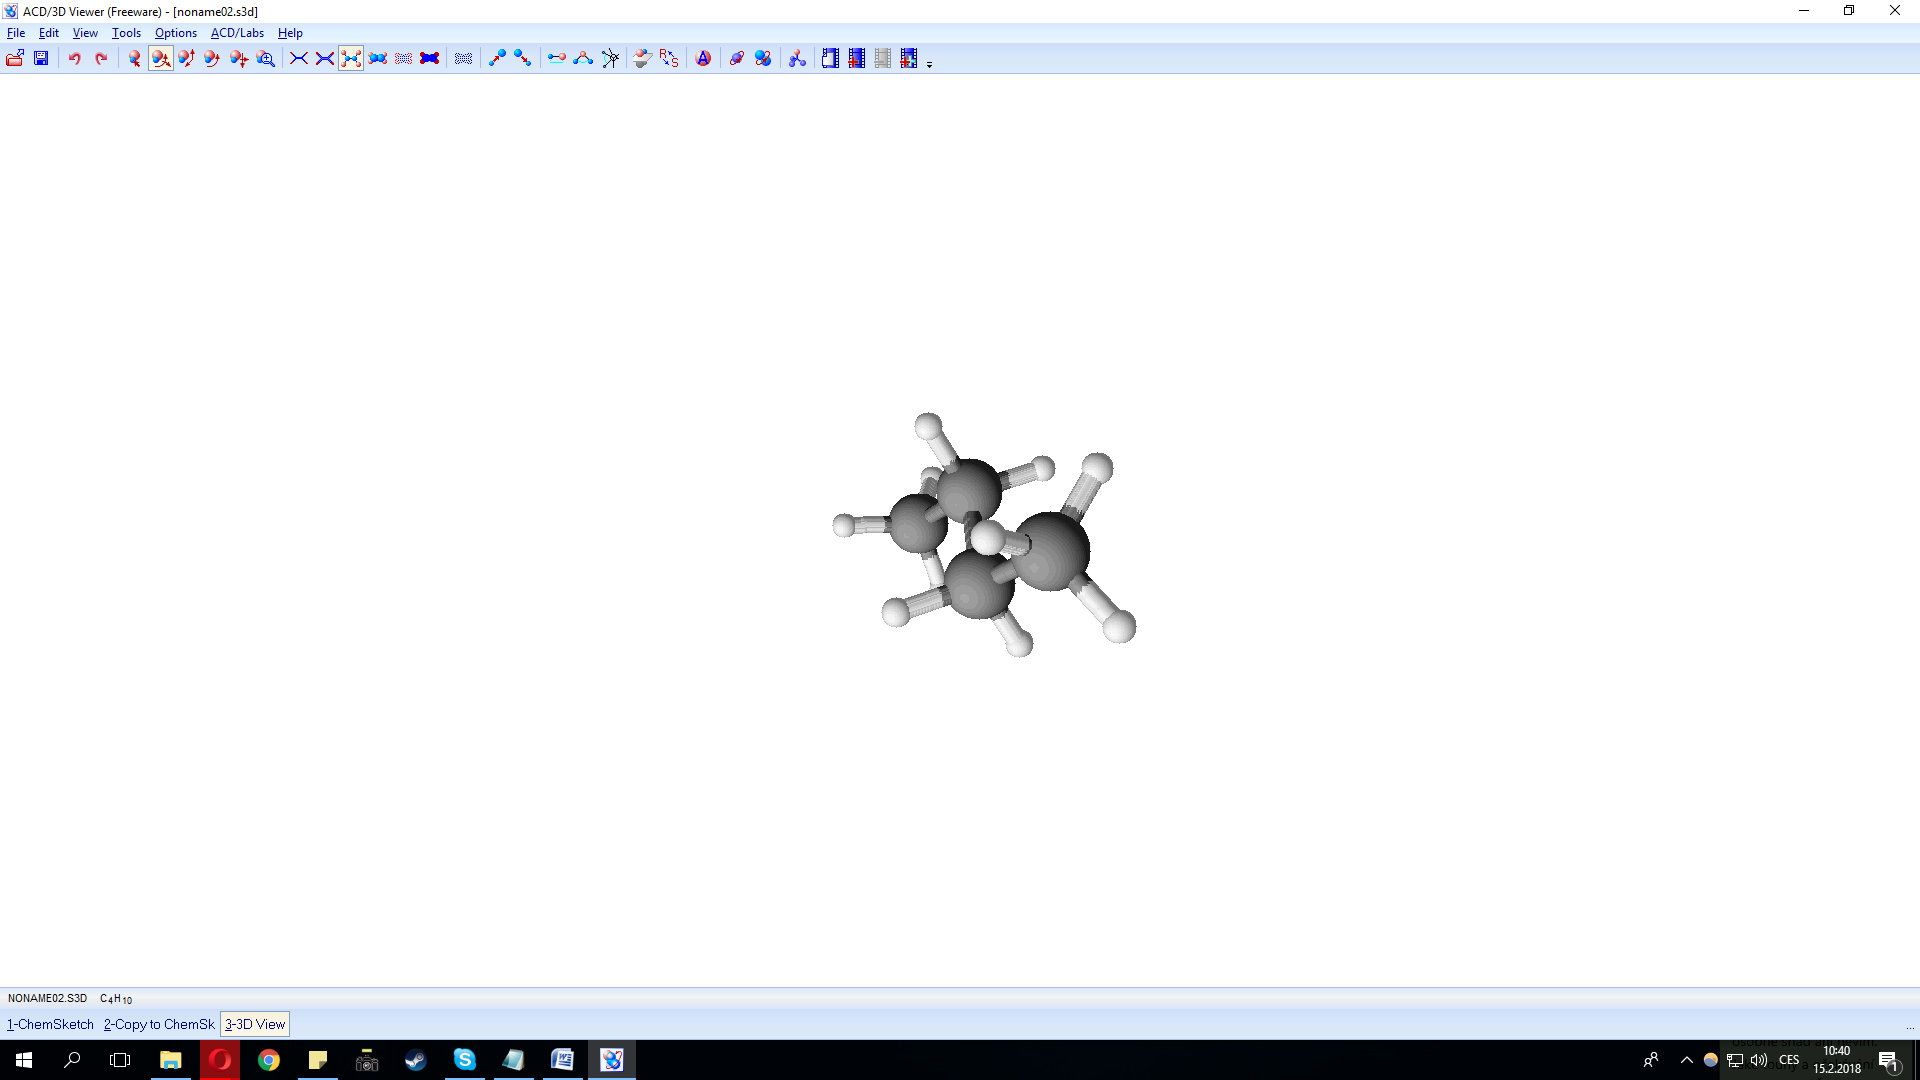 ACD/3D Viewer (Freeware) - [noname02.s3d]
File Edit View Tools Options ACD/Labs Help
NONAME02.S3D C4H10
1-ChemSketch 2-Copy to ChemSk 3-3D View ...
CES
10:40
15.2.2018
1